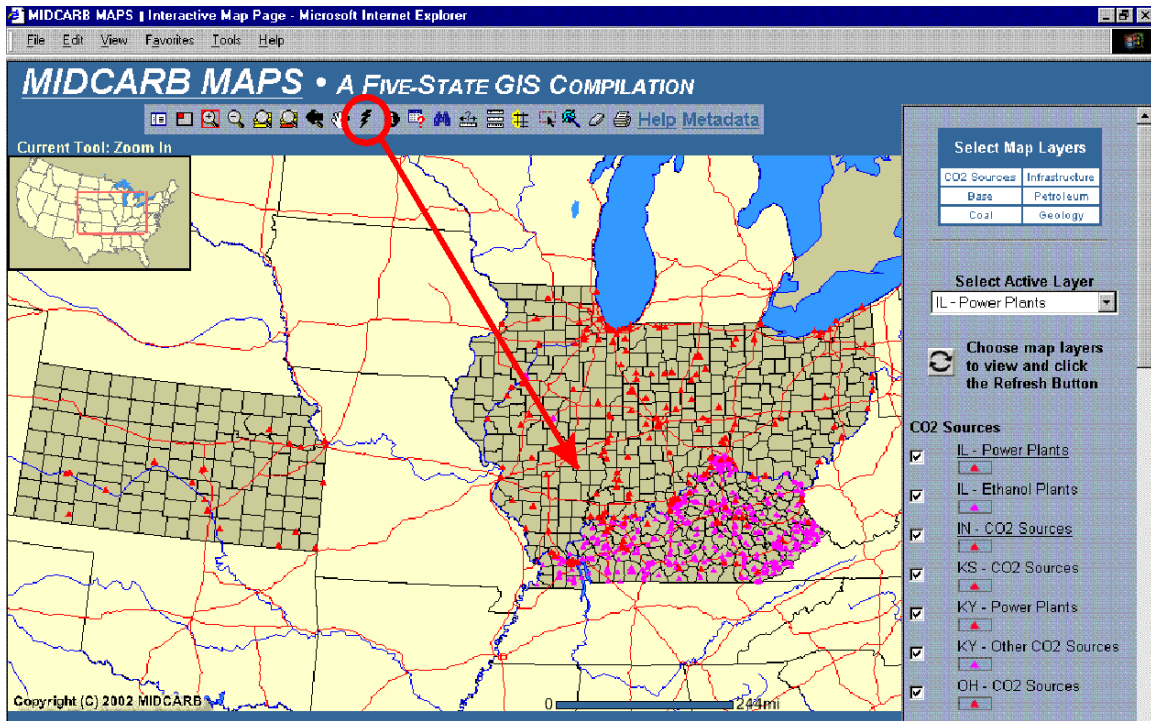 MIDCARB MAPS | Interactive Map Page - Microsoft Internet Explorer
File Edit View Favorites Tools Help
MIDCARB MAPS • A FIVE-STATE GIS COMPILATION
Help Metadata
Current Tool: Zoom In
Select Map Layers
CO2 Sources Infrastructure
Base Petroleum
Coal Geology
Select Active Layer
IL - Power Plants
Choose map layers
to view and click
the Refresh Button
CO2 Sources
IL - Power Plants
IL - Ethanol Plants
IN - CO2 Sources
KS - CO2 Sources
KY - Power Plants
KY - Other CO2 Sources
OH - CO2 Sources
Copyright (C) 2002 MIDCARB
0 244mi